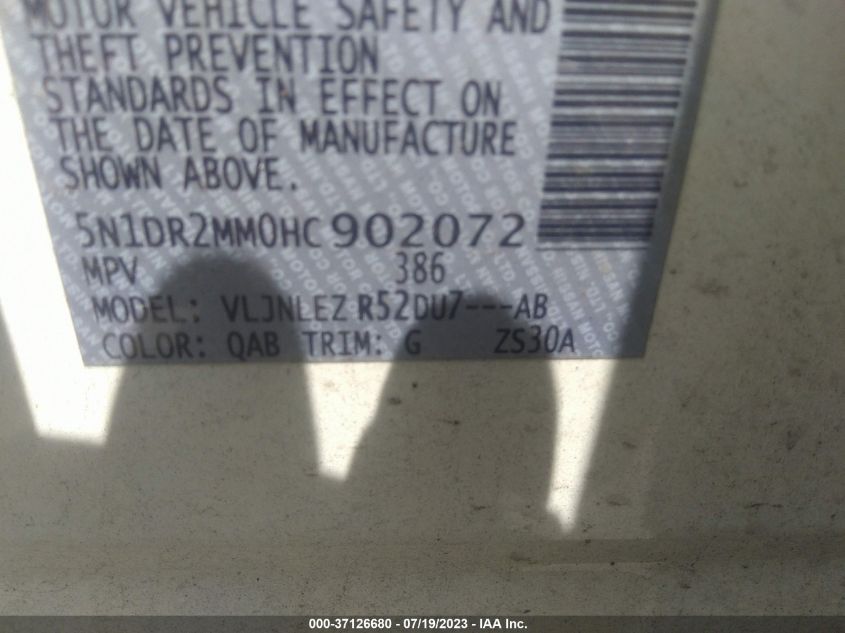 MOTOR VEHICLE SAFETY AND
THEFT PREVENTION
STANDARDS IN EFFECT ON
THE DATE OF MANUFACTURE
SHOWN ABOVE.
5N1DR2MM0HC902072
MPV 386
MODEL: VLJNLEZ R52DU7---AB
COLOR: QAB TRIM: G ZS30A
000-37126680 - 07/19/2023 - IAA Inc.